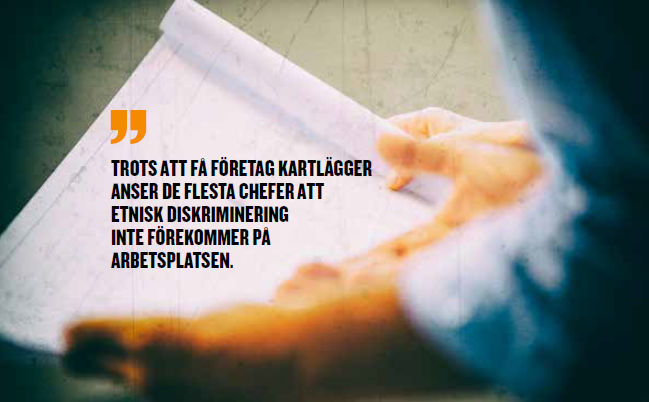 ”
TROTS ATT FÅ FÖRETAG KARTLÄGGER
ANSER DE FLESTA CHEFER ATT
ETNISK DISKRIMINERING
INTE FÖREKOMMER PÅ
ARBETSPLATSEN.